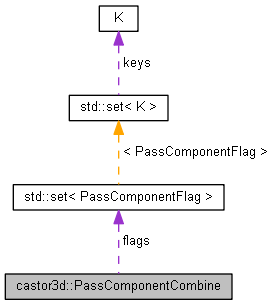 K
keys
std::set< K >
< PassComponentFlag >
std::set< PassComponentFlag >
flags
castor3d::PassComponentCombine